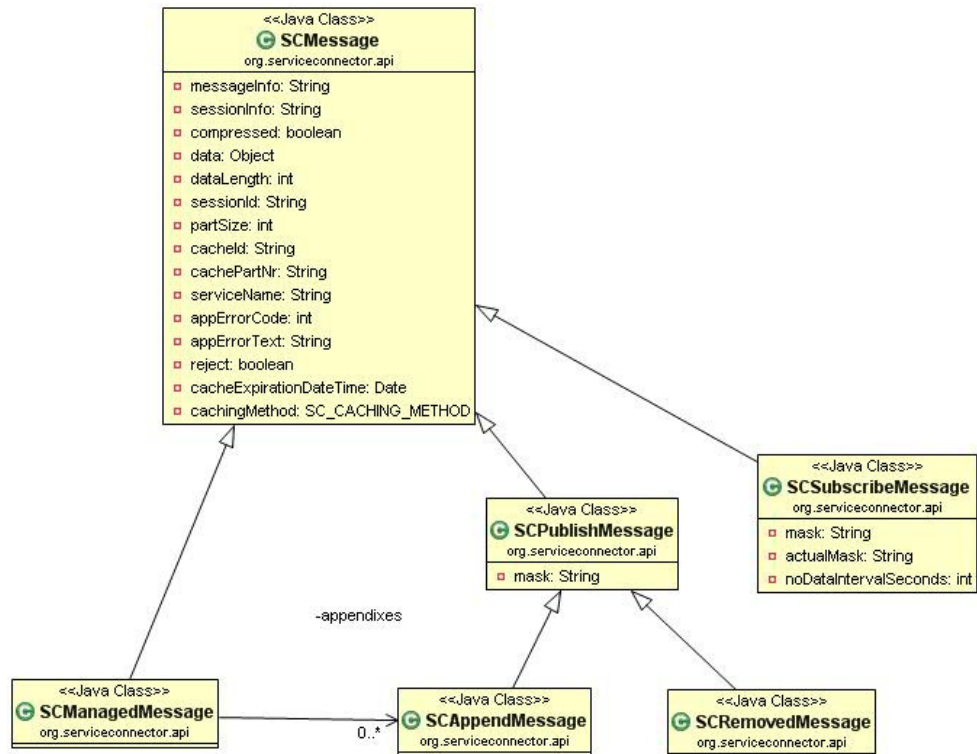 <<Java Class>>
SCMessage
org.serviceconnector.api
messageInfo: String
sessionInfo: String
compressed: boolean
data: Object
dataLength: int
sessionId: String
partSize: int
cacheId: String
cachePartNr: String
serviceName: String
appErrorCode: int
appErrorText: String
reject: boolean
cacheExpirationDateTime: Date
cachingMethod: SC_CACHING_METHOD
<<Java Class>>
SCSubscribeMessage
org.serviceconnector.api
mask: String
actualMask: String
noDataIntervalSeconds: int
<<Java Class>>
SCPublishMessage
org.serviceconnector.api
mask: String
-appendixes
<<Java Class>>
SCManagedMessage
org.serviceconnector.api
0..*
<<Java Class>>
SCAppendMessage
org.serviceconnector.api
<<Java Class>>
SCRemovedMessage
org.serviceconnector.api